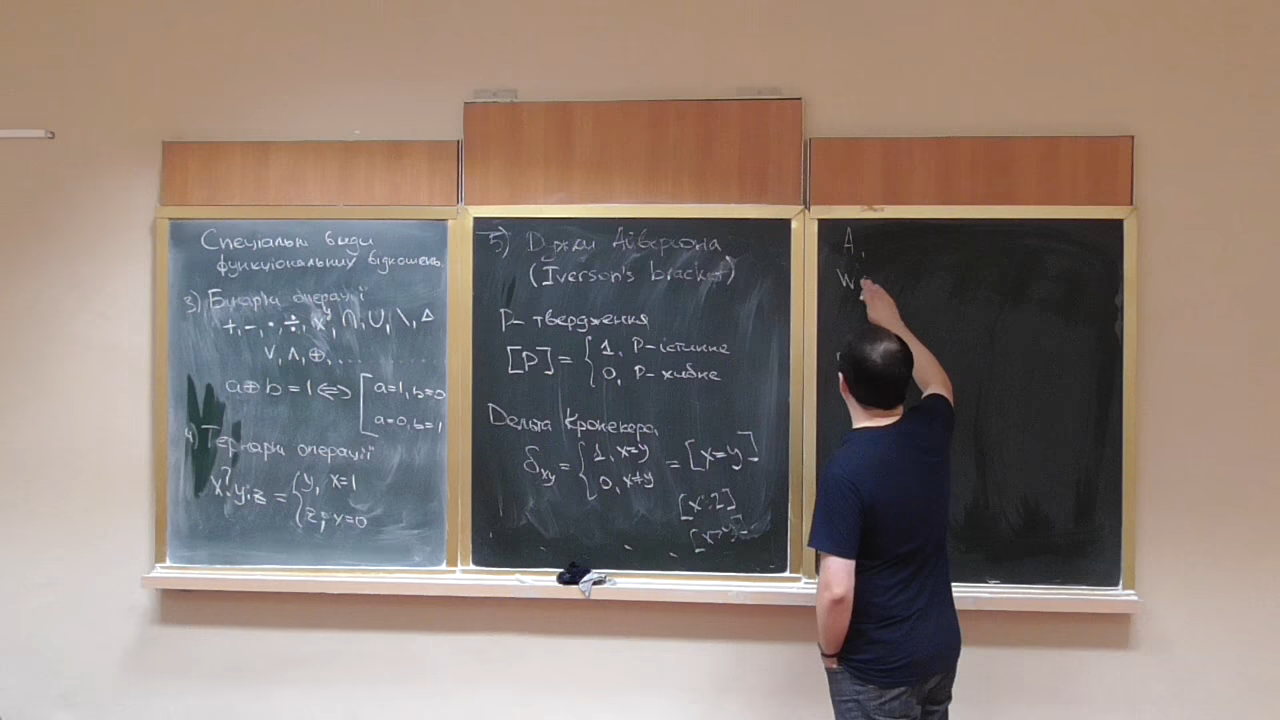 Спеціальні види
функціональних відношень
3) Бінарні операції
+, -, ·, ÷, xʸ, ∩, ∪, \, △
∨, ∧, ⊕, ...........
a⊕b = 1 ⟺ [ a=1, b=0
a=0, b=1
4) Тернарні операції
x?y:z = { y, x=1
z, x=0
5) Дужки Айверсона
(Iverson's bracket)
P- твердження
[P] = { 1, P-істинне
0, P-хибне
Дельта Кронекера
δxy = { 1, x=y
0, x≠y
= [x=y]
A,
W